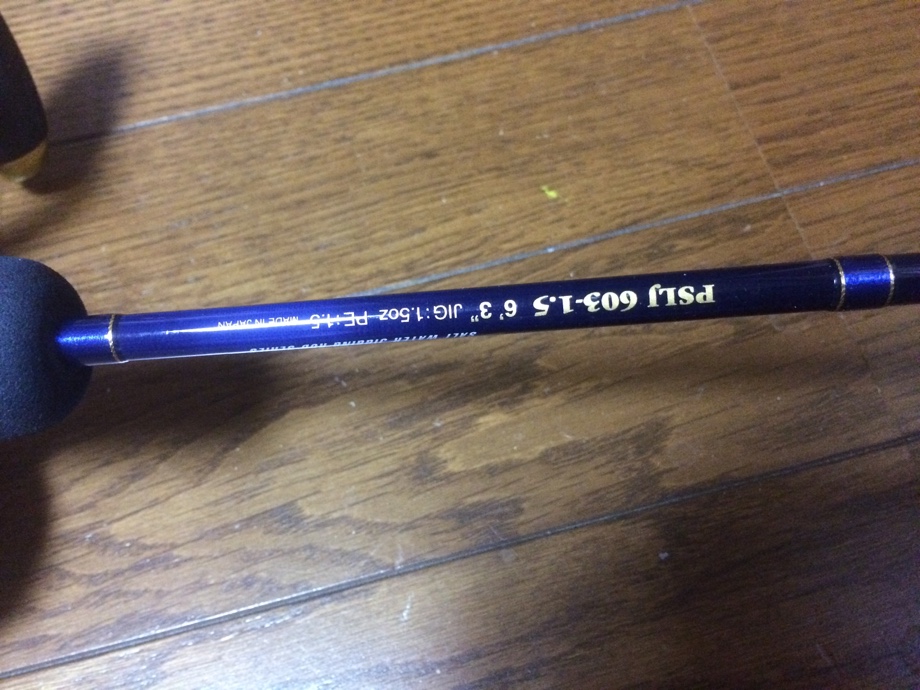 PSLJ 603-1.5 6' 3" JIG:1.5oz PE:1.5 MADE IN JAPAN
SALT WATER JIGGING ROD SERIES